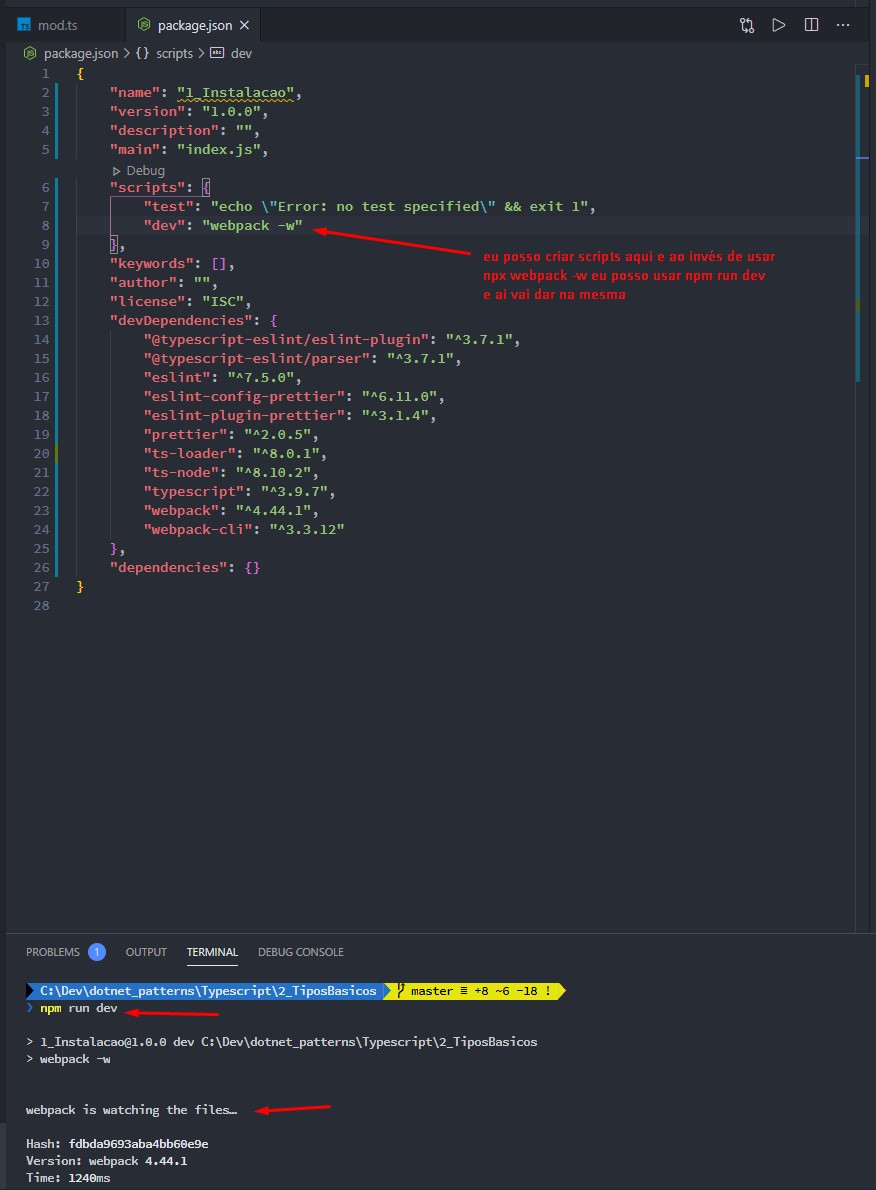 mod.ts
package.json
package.json > {} scripts > dev
1 {
2 "name": "1_Instalacao",
3 "version": "1.0.0",
4 "description": "",
5 "main": "index.js",
Debug
6 "scripts": {
7 "test": "echo \"Error: no test specified\" && exit 1",
8 "dev": "webpack -w"
9 },
eu posso criar scripts aqui e ao invés de usar
npx webpack -w eu posso usar npm run dev
e ai vai dar na mesma
10 "keywords": [],
11 "author": "",
12 "license": "ISC",
13 "devDependencies": {
14 "@typescript-eslint/eslint-plugin": "^3.7.1",
15 "@typescript-eslint/parser": "^3.7.1",
16 "eslint": "^7.5.0",
17 "eslint-config-prettier": "^6.11.0",
18 "eslint-plugin-prettier": "^3.1.4",
19 "prettier": "^2.0.5",
20 "ts-loader": "^8.0.1",
21 "ts-node": "^8.10.2",
22 "typescript": "^3.9.7",
23 "webpack": "^4.44.1",
24 "webpack-cli": "^3.3.12"
25 },
26 "dependencies": {}
27 }
28
PROBLEMS 1 OUTPUT TERMINAL DEBUG CONSOLE
C:\Dev\dotnet_patterns\Typescript\2_TiposBasicos master ≡ +8 ~6 -18 !
❯ npm run dev
> 1_Instalacao@1.0.0 dev C:\Dev\dotnet_patterns\Typescript\2_TiposBasicos
> webpack -w
webpack is watching the files…
Hash: fdbda9693aba4bb60e9e
Version: webpack 4.44.1
Time: 1240ms